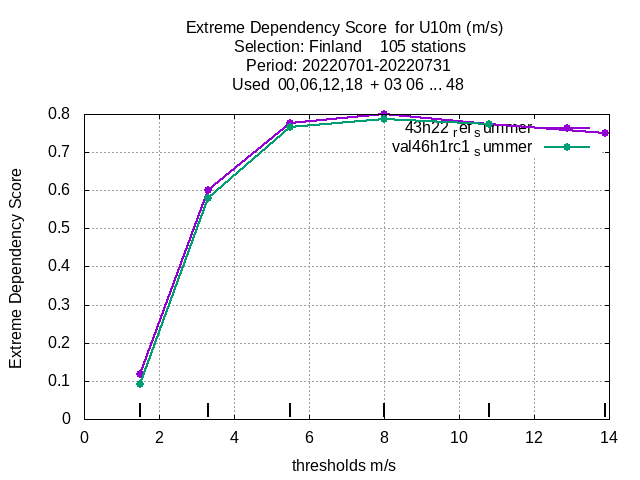 Extreme Dependency Score for U10m (m/s)
Selection: Finland 105 stations
Period: 20220701-20220731
Used 00,06,12,18 + 03 06 ... 48
Extreme Dependency Score
0.8
0.7
0.6
0.5
0.4
0.3
0.2
0.1
0
43h22rersummer
val46h1rc1summer
0 2 4 6 8 10 12 14
thresholds m/s